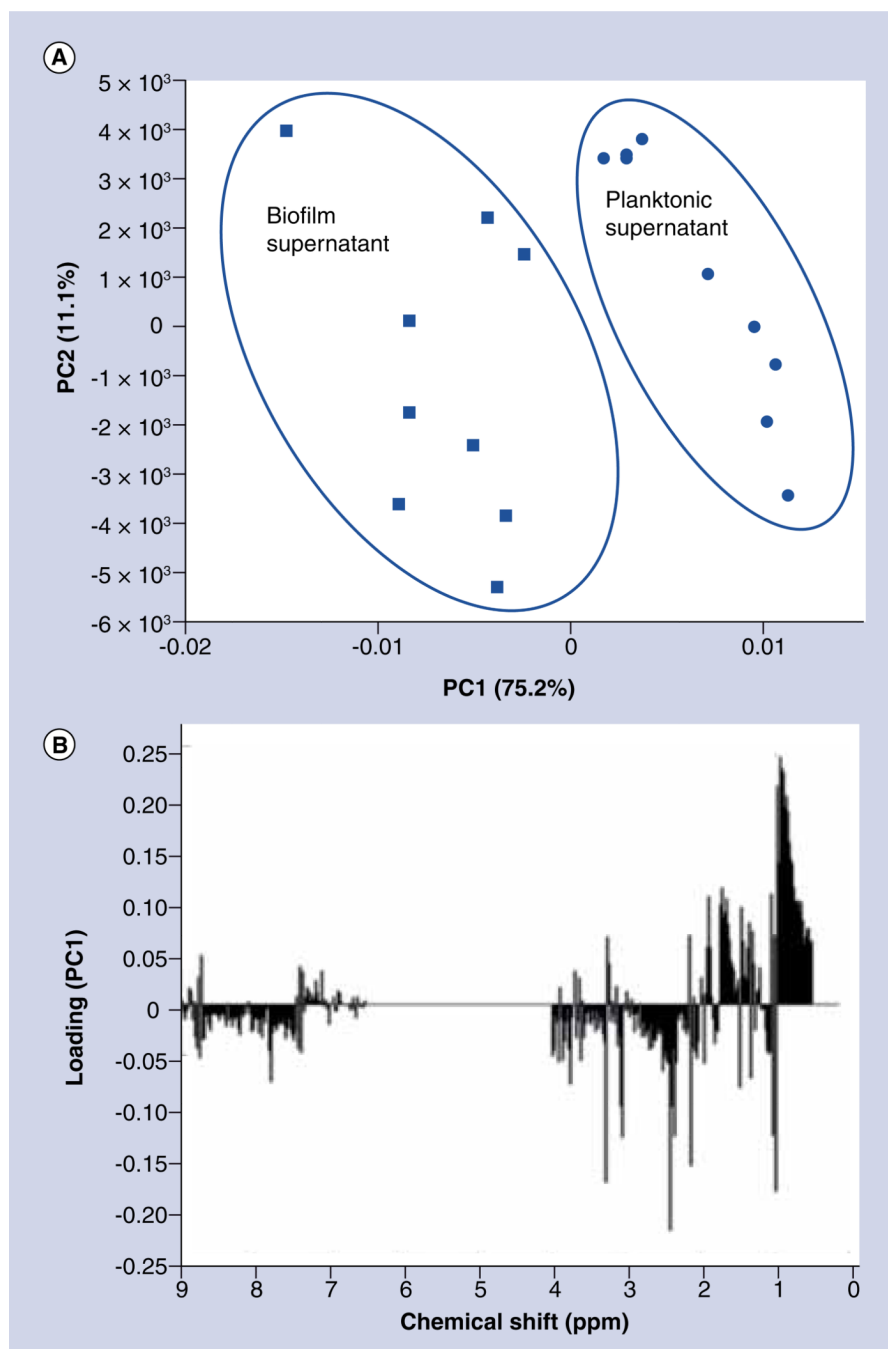 A
5 × 10³
4 × 10³
3 × 10³
2 × 10³
1 × 10³
0
-1 × 10³
-2 × 10³
-3 × 10³
-4 × 10³
-5 × 10³
-6 × 10³
PC2 (11.1%)
Biofilm
supernatant
Planktonic
supernatant
-0.02 -0.01 0 0.01
PC1 (75.2%)
B
0.25
0.20
0.15
0.10
0.05
0
-0.05
-0.10
-0.15
-0.20
-0.25
Loading (PC1)
9 8 7 6 5 4 3 2 1 0
Chemical shift (ppm)